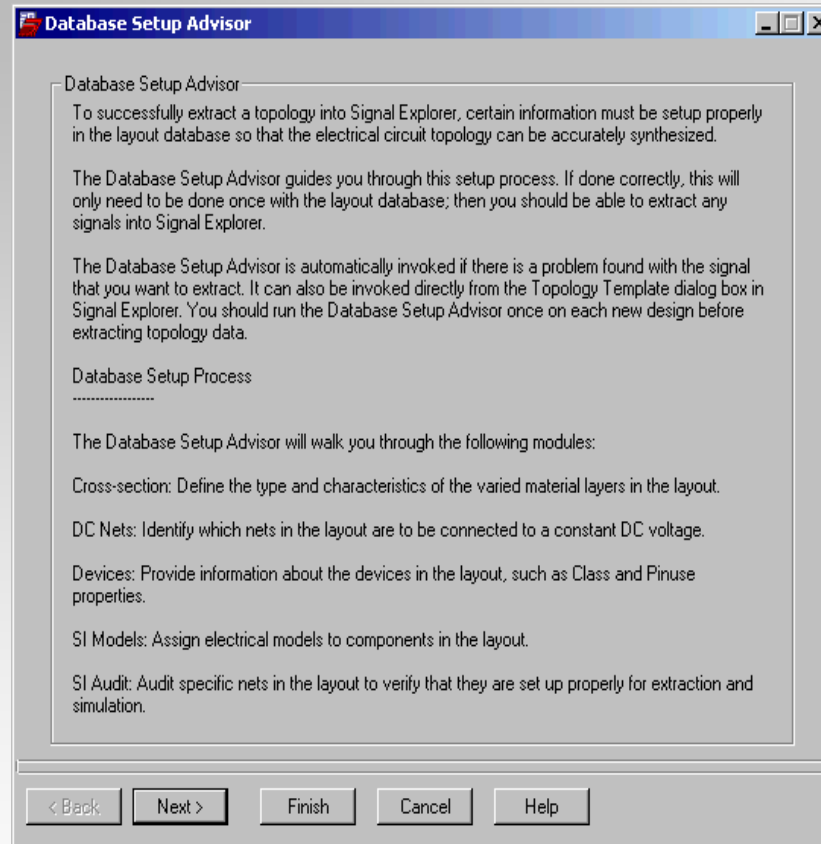 Database Setup Advisor
Database Setup Advisor
To successfully extract a topology into Signal Explorer, certain information must be setup properly
in the layout database so that the electrical circuit topology can be accurately synthesized.
The Database Setup Advisor guides you through this setup process. If done correctly, this will
only need to be done once with the layout database; then you should be able to extract any
signals into Signal Explorer.
The Database Setup Advisor is automatically invoked if there is a problem found with the signal
that you want to extract. It can also be invoked directly from the Topology Template dialog box in
Signal Explorer. You should run the Database Setup Advisor once on each new design before
extracting topology data.
Database Setup Process
------------------
The Database Setup Advisor will walk you through the following modules:
Cross-section: Define the type and characteristics of the varied material layers in the layout.
DC Nets: Identify which nets in the layout are to be connected to a constant DC voltage.
Devices: Provide information about the devices in the layout, such as Class and Pinuse
properties.
SI Models: Assign electrical models to components in the layout.
SI Audit: Audit specific nets in the layout to verify that they are set up properly for extraction and
simulation.
< Back Next > Finish Cancel Help